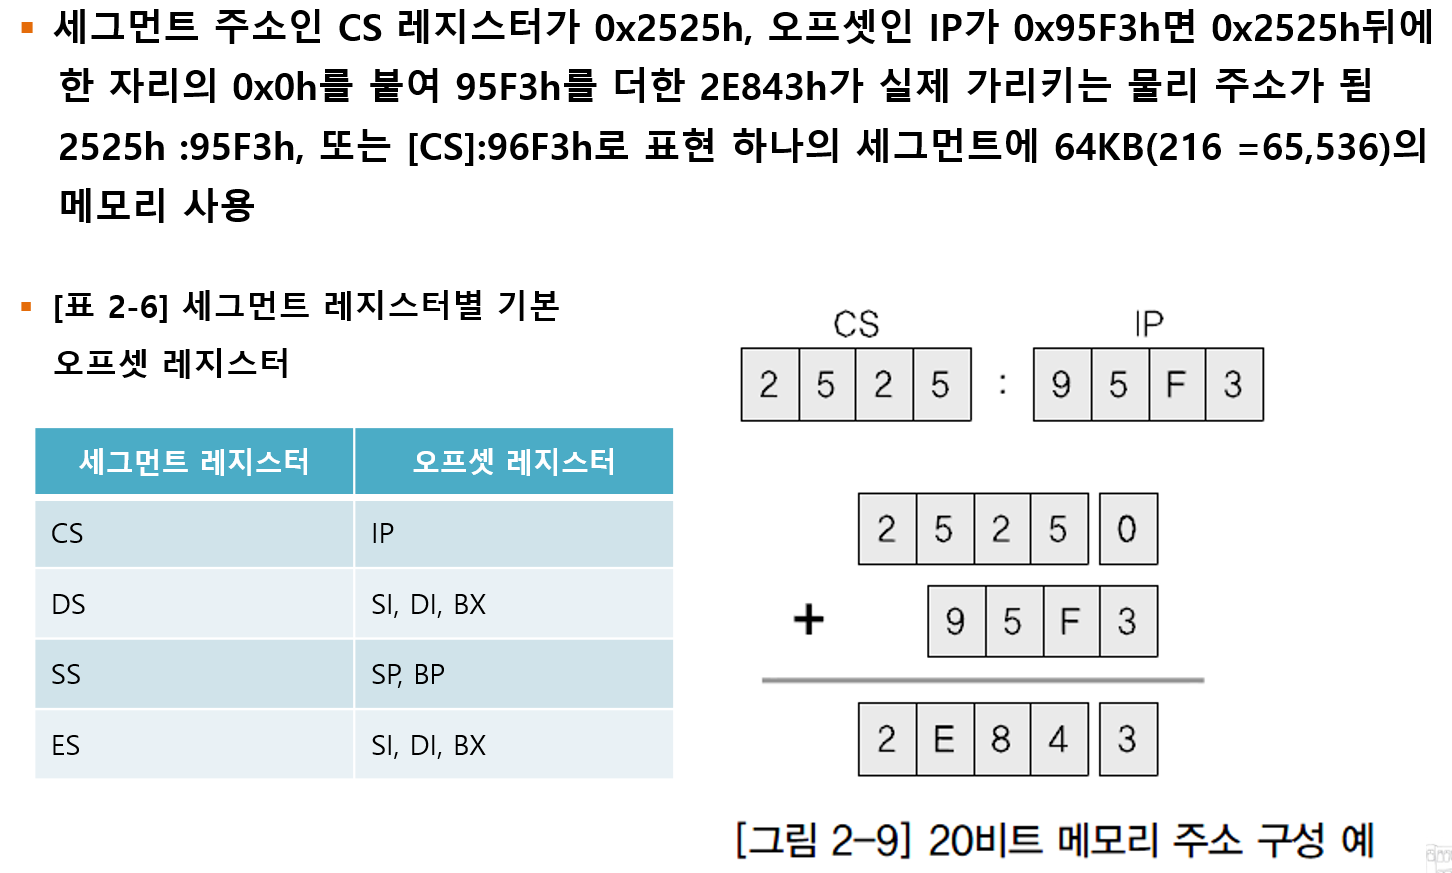 ▪ 세그먼트 주소인 CS 레지스터가 0x2525h, 오프셋인 IP가 0x95F3h면 0x2525h뒤에
한 자리의 0x0h를 붙여 95F3h를 더한 2E843h가 실제 가리키는 물리 주소가 됨
2525h :95F3h, 또는 [CS]:96F3h로 표현 하나의 세그먼트에 64KB(216 =65,536)의
메모리 사용
▪ [표 2-6] 세그먼트 레지스터별 기본
오프셋 레지스터
세그먼트 레지스터 오프셋 레지스터
CS IP
DS SI, DI, BX
SS SP, BP
ES SI, DI, BX
CS IP
2 5 2 5 : 9 5 F 3
2 5 2 5 0
+ 9 5 F 3
2 E 8 4 3
[그림 2-9] 20비트 메모리 주소 구성 예